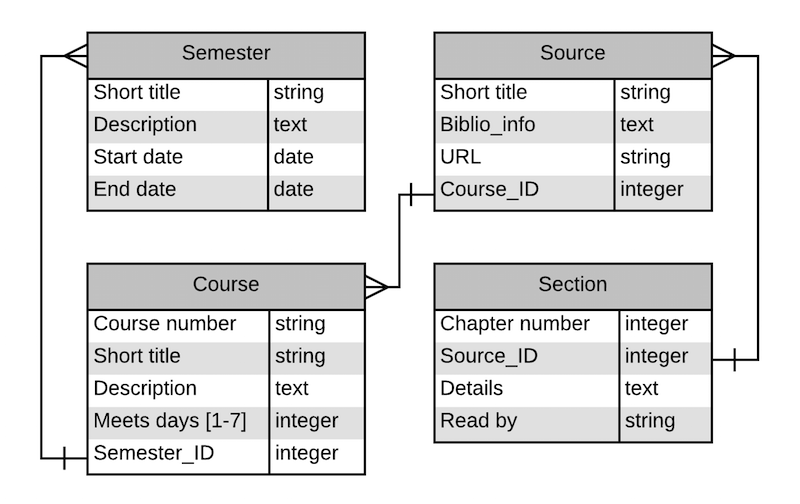 Semester
Short title string
Description text
Start date date
End date date
Source
Short title string
Biblio_info text
URL string
Course_ID integer
Course
Course number string
Short title string
Description text
Meets days [1-7] integer
Semester_ID integer
Section
Chapter number integer
Source_ID integer
Details text
Read by string